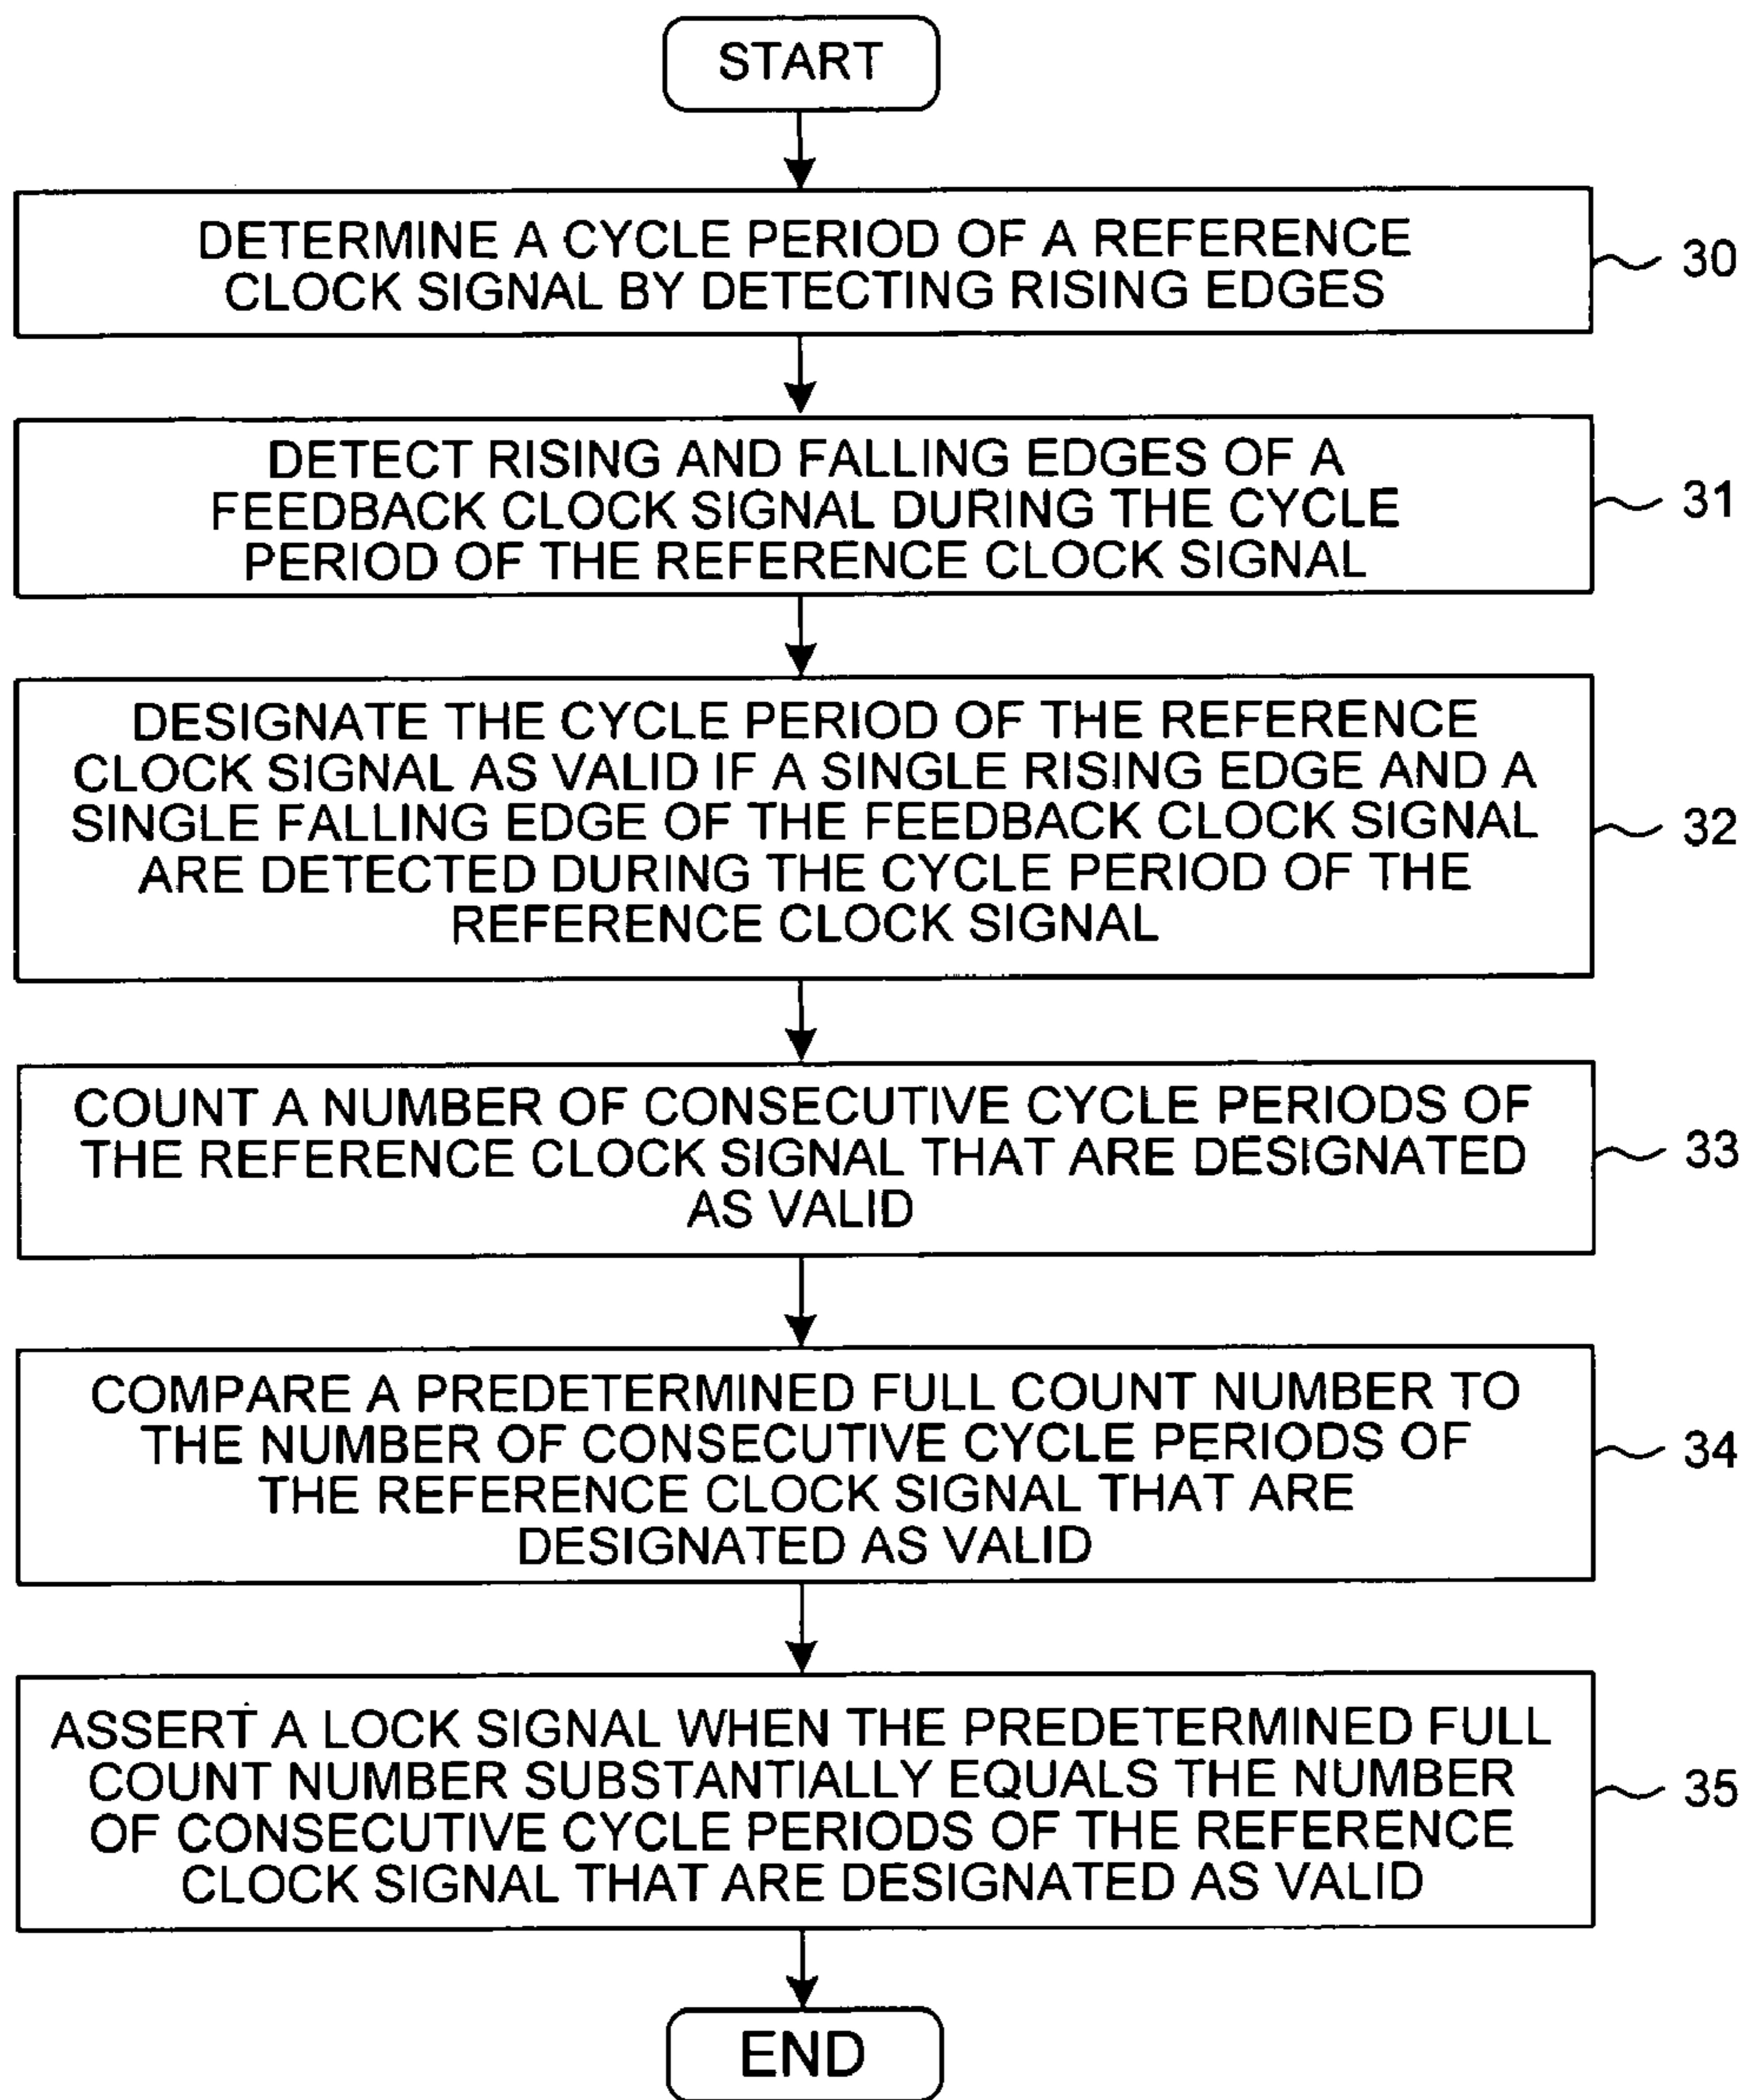 START
DETERMINE A CYCLE PERIOD OF A REFERENCE
CLOCK SIGNAL BY DETECTING RISING EDGES
30
DETECT RISING AND FALLING EDGES OF A
FEEDBACK CLOCK SIGNAL DURING THE CYCLE
PERIOD OF THE REFERENCE CLOCK SIGNAL
31
DESIGNATE THE CYCLE PERIOD OF THE REFERENCE
CLOCK SIGNAL AS VALID IF A SINGLE RISING EDGE AND A
SINGLE FALLING EDGE OF THE FEEDBACK CLOCK SIGNAL
ARE DETECTED DURING THE CYCLE PERIOD OF THE
REFERENCE CLOCK SIGNAL
32
COUNT A NUMBER OF CONSECUTIVE CYCLE PERIODS OF
THE REFERENCE CLOCK SIGNAL THAT ARE DESIGNATED
AS VALID
33
COMPARE A PREDETERMINED FULL COUNT NUMBER TO
THE NUMBER OF CONSECUTIVE CYCLE PERIODS OF
THE REFERENCE CLOCK SIGNAL THAT ARE
DESIGNATED AS VALID
34
ASSERT A LOCK SIGNAL WHEN THE PREDETERMINED FULL
COUNT NUMBER SUBSTANTIALLY EQUALS THE NUMBER
OF CONSECUTIVE CYCLE PERIODS OF THE REFERENCE
CLOCK SIGNAL THAT ARE DESIGNATED AS VALID
35
END